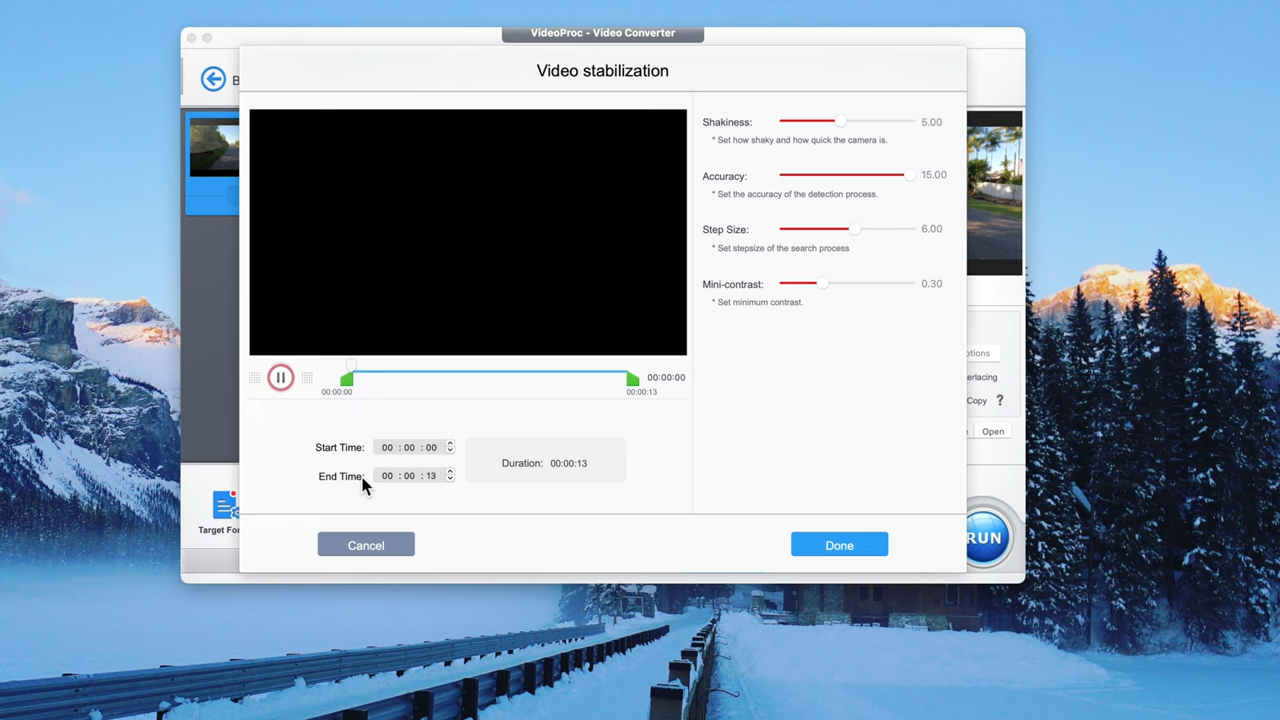 VideoProc - Video Converter
B
Video stabilization
Shakiness: 5.00
* Set how shaky and how quick the camera is.
Accuracy: 15.00
* Set the accuracy of the detection process.
Step Size: 6.00
* Set stepsize of the search process
Mini-contrast: 0.30
* Set minimum contrast.
00:00:00
00:00:00 00:00:13
Start Time: 00 : 00 : 00
End Time: 00 : 00 : 13
Duration: 00:00:13
ptions
erlacing
Copy ?
Open
Target For
RUN
Cancel Done